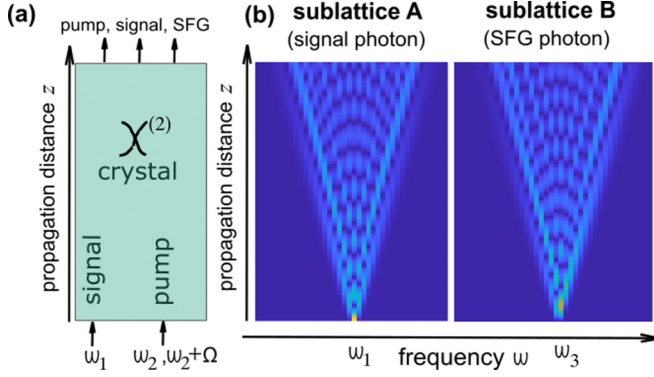 (a)
pump, signal, SFG
propagation distance z
χ(2)
crystal
signal
pump
ω1
ω2 ,ω2+Ω
(b)
sublattice A
(signal photon)
sublattice B
(SFG photon)
propagation distance z
ω1
frequency ω
ω3